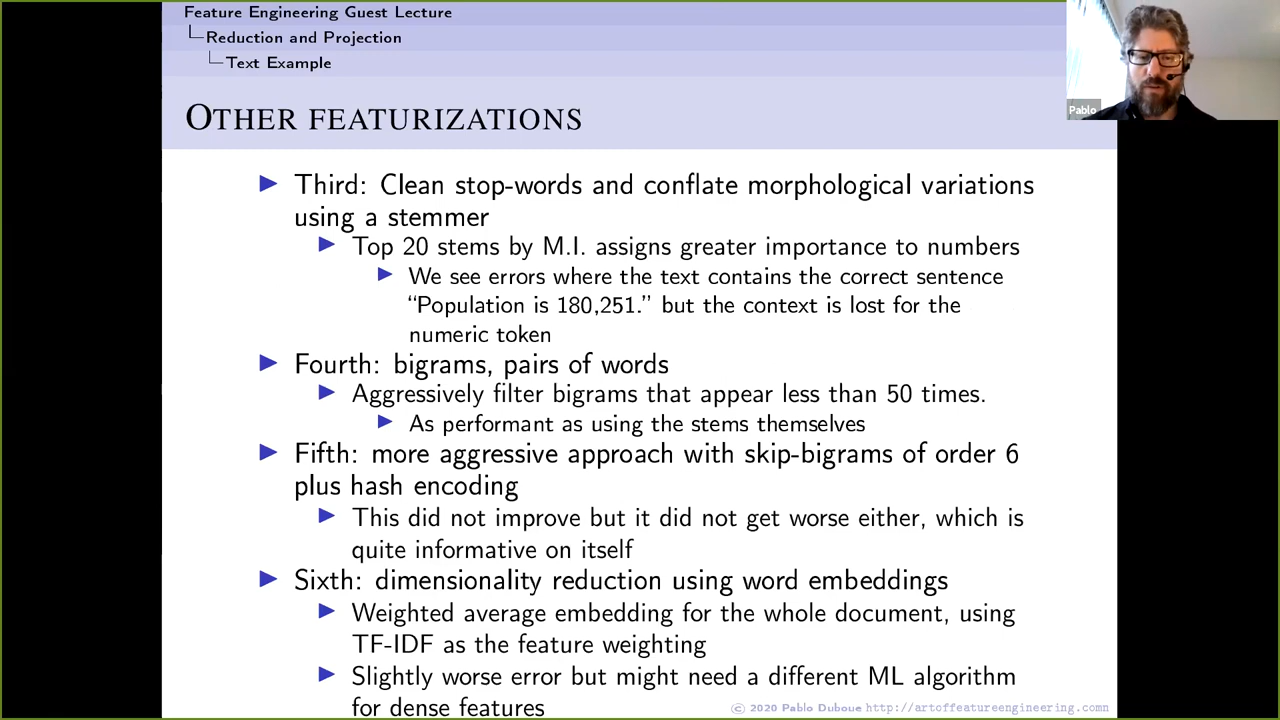 Feature Engineering Guest Lecture
Reduction and Projection
Text Example
OTHER FEATURIZATIONS
Pablo
Third: Clean stop-words and conflate morphological variations
using a stemmer
Top 20 stems by M.I. assigns greater importance to numbers
We see errors where the text contains the correct sentence
“Population is 180,251.” but the context is lost for the
numeric token
Fourth: bigrams, pairs of words
Aggressively filter bigrams that appear less than 50 times.
As performant as using the stems themselves
Fifth: more aggressive approach with skip-bigrams of order 6
plus hash encoding
This did not improve but it did not get worse either, which is
quite informative on itself
Sixth: dimensionality reduction using word embeddings
Weighted average embedding for the whole document, using
TF-IDF as the feature weighting
Slightly worse error but might need a different ML algorithm
for dense features
© 2020 Pablo Duboue http://artoffeatureengineering.comn